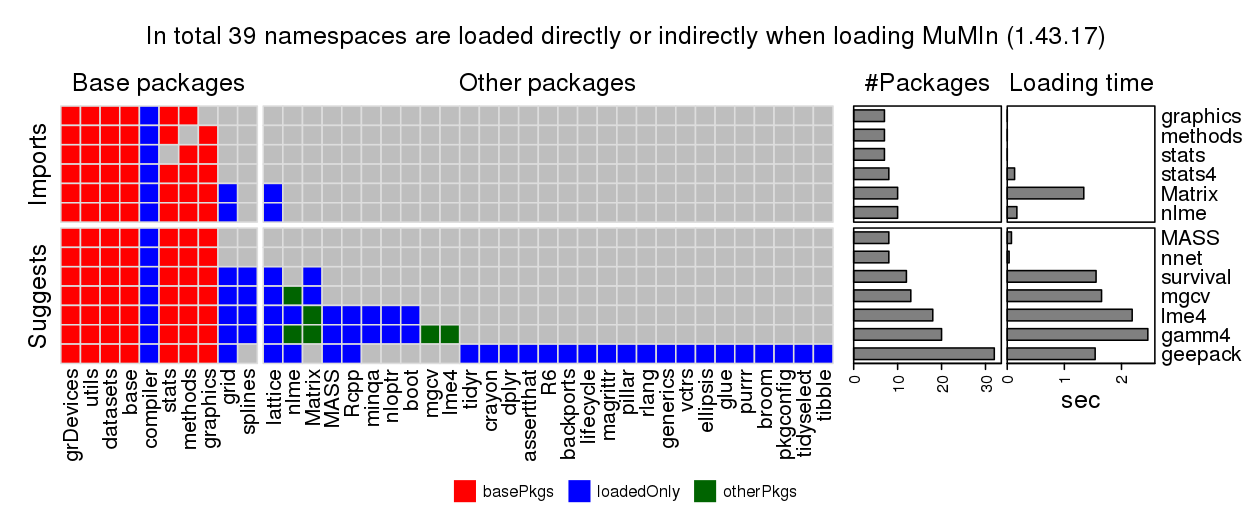 In total 39 namespaces are loaded directly or indirectly when loading MuMIn (1.43.17)
Base packages
Other packages
#Packages
Loading time
Imports
graphics
methods
stats
stats4
Matrix
nlme
Suggests
MASS
nnet
survival
mgcv
lme4
gamm4
geepack
grDevices
utils
datasets
base
compiler
stats
methods
graphics
grid
splines
lattice
nlme
Matrix
MASS
Rcpp
minqa
nloptr
boot
mgcv
lme4
tidyr
crayon
dplyr
assertthat
R6
backports
lifecycle
magrittr
pillar
rlang
generics
vctrs
ellipsis
glue
purrr
broom
pkgconfig
tidyselect
tibble
0
10
20
30
0
1
2
sec
basePkgs
loadedOnly
otherPkgs